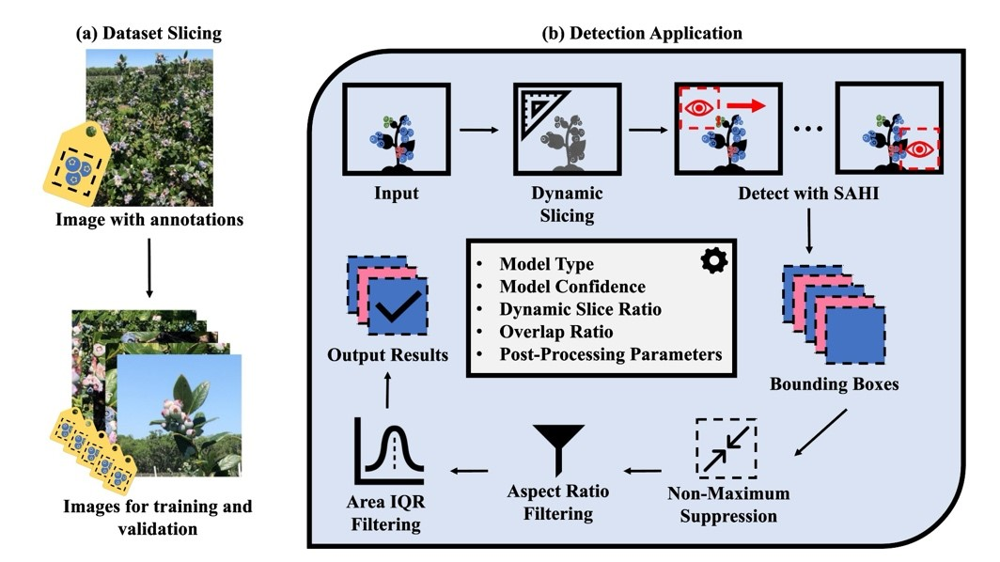 (a) Dataset Slicing
Image with annotations
Images for training and
validation
(b) Detection Application
Input
Dynamic
Slicing
Detect with SAHI
• Model Type
• Model Confidence
• Dynamic Slice Ratio
• Overlap Ratio
• Post-Processing Parameters
Bounding Boxes
Non-Maximum
Suppression
Aspect Ratio
Filtering
Area IQR
Filtering
Output Results